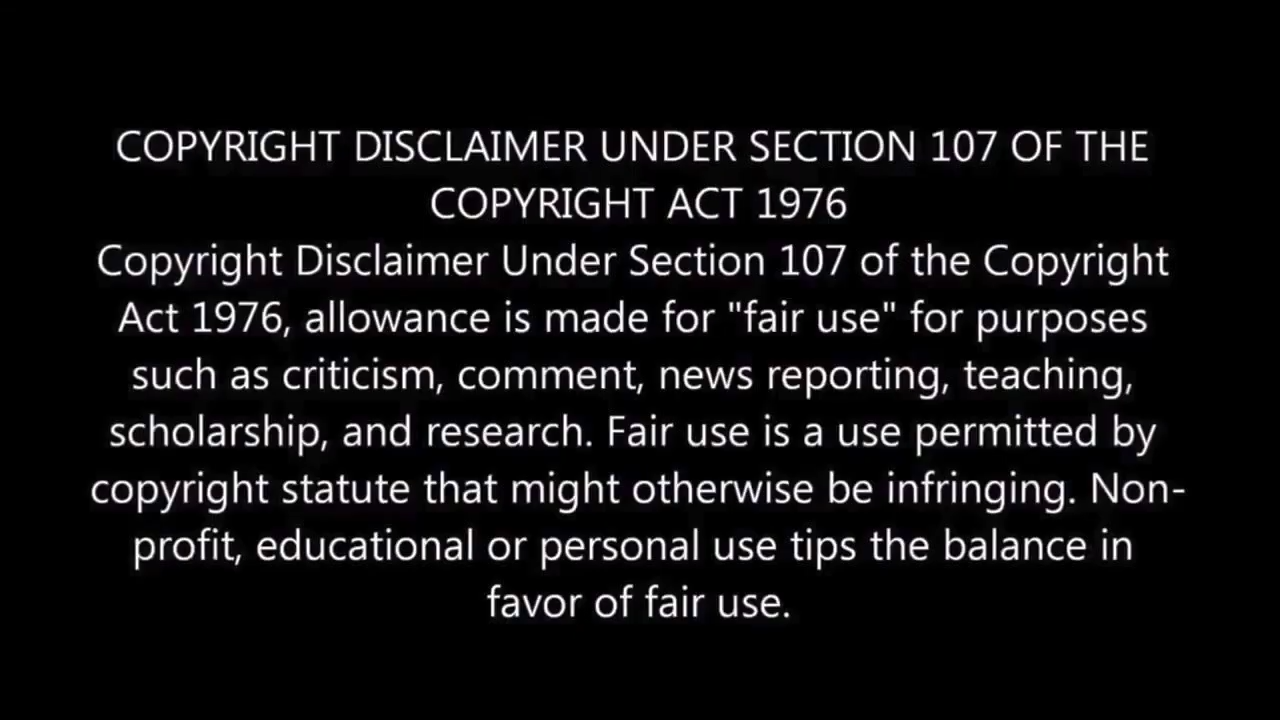 COPYRIGHT DISCLAIMER UNDER SECTION 107 OF THE
COPYRIGHT ACT 1976
Copyright Disclaimer Under Section 107 of the Copyright
Act 1976, allowance is made for "fair use" for purposes
such as criticism, comment, news reporting, teaching,
scholarship, and research. Fair use is a use permitted by
copyright statute that might otherwise be infringing. Non-
profit, educational or personal use tips the balance in
favor of fair use.